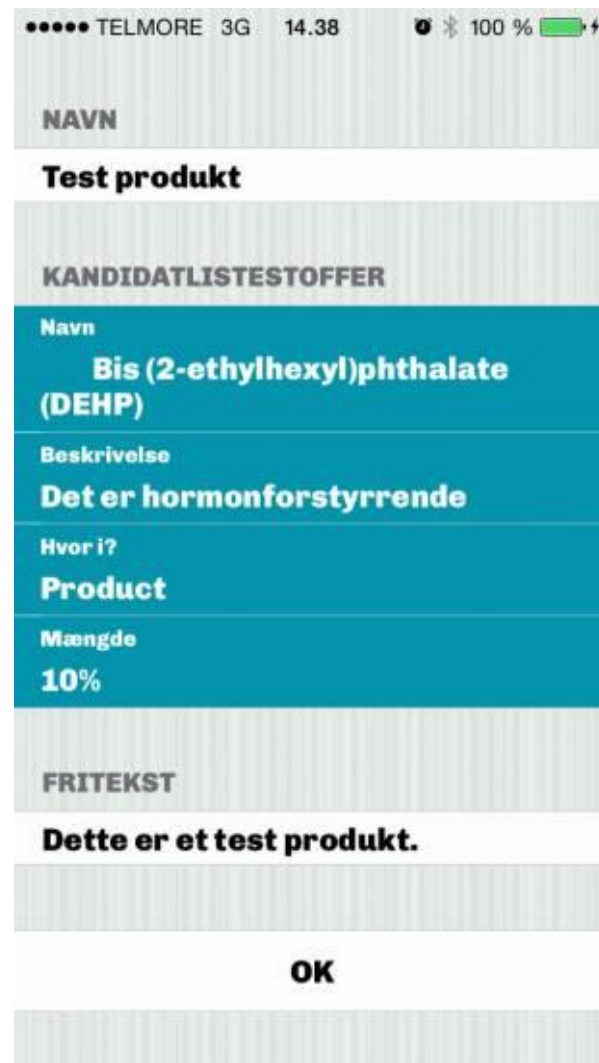 TELMORE 3G 14.38 100 %
NAVN
Test produkt
KANDIDATLISTESTOFFER
Navn
Bis (2-ethylhexyl)phthalate
(DEHP)
Beskrivelse
Det er hormonforstyrrende
Hvor i?
Product
Mængde
10%
FRITEKST
Dette er et test produkt.
OK